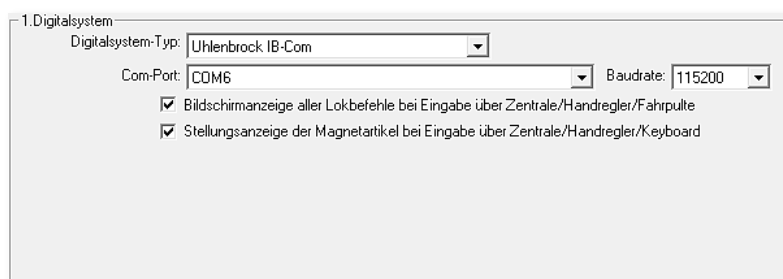 1.Digitalsystem
Digitalsystem-Typ: Uhlenbrock IB-Com
Com-Port: COM6 Baudrate: 115200
Bildschirmanzeige aller Lokbefehle bei Eingabe über Zentrale/Handregler/Fahrpulte
Stellungsanzeige der Magnetartikel bei Eingabe über Zentrale/Handregler/Keyboard